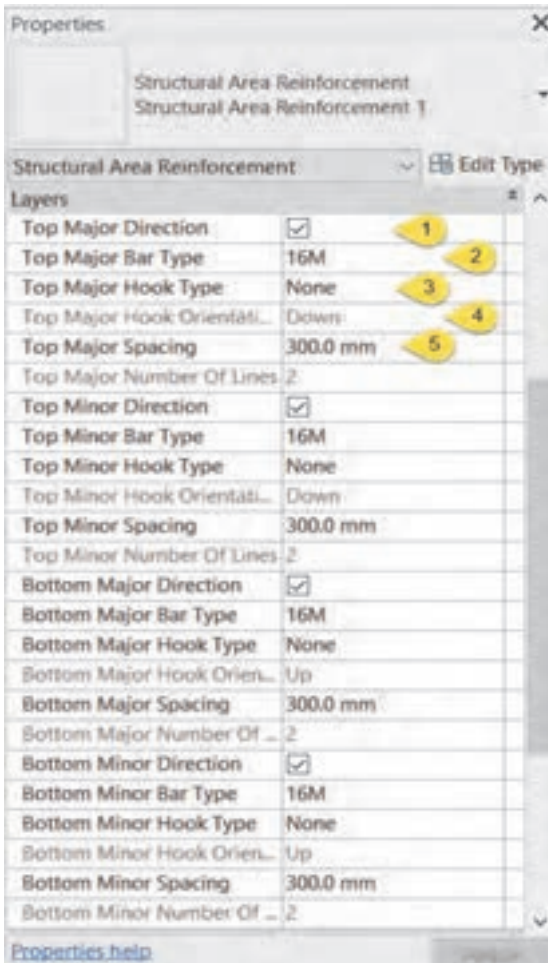 Properties
Structural Area Reinforcement
Structural Area Reinforcement 1
Structural Area Reinforcement Edit Type
Layers
Top Major Direction 1
Top Major Bar Type 16M 2
Top Major Hook Type None 3
Top Major Hook Orientati... Down 4
Top Major Spacing 300.0 mm 5
Top Major Number Of Lines 2
Top Minor Direction
Top Minor Bar Type 16M
Top Minor Hook Type None
Top Minor Hook Orientati... Down
Top Minor Spacing 300.0 mm
Top Minor Number Of Lines 2
Bottom Major Direction
Bottom Major Bar Type 16M
Bottom Major Hook Type None
Bottom Major Hook Orien... Up
Bottom Major Spacing 300.0 mm
Bottom Major Number Of ... 2
Bottom Minor Direction
Bottom Minor Bar Type 16M
Bottom Minor Hook Type None
Bottom Minor Hook Orien... Up
Bottom Minor Spacing 300.0 mm
Bottom Minor Number Of ... 2
Properties help